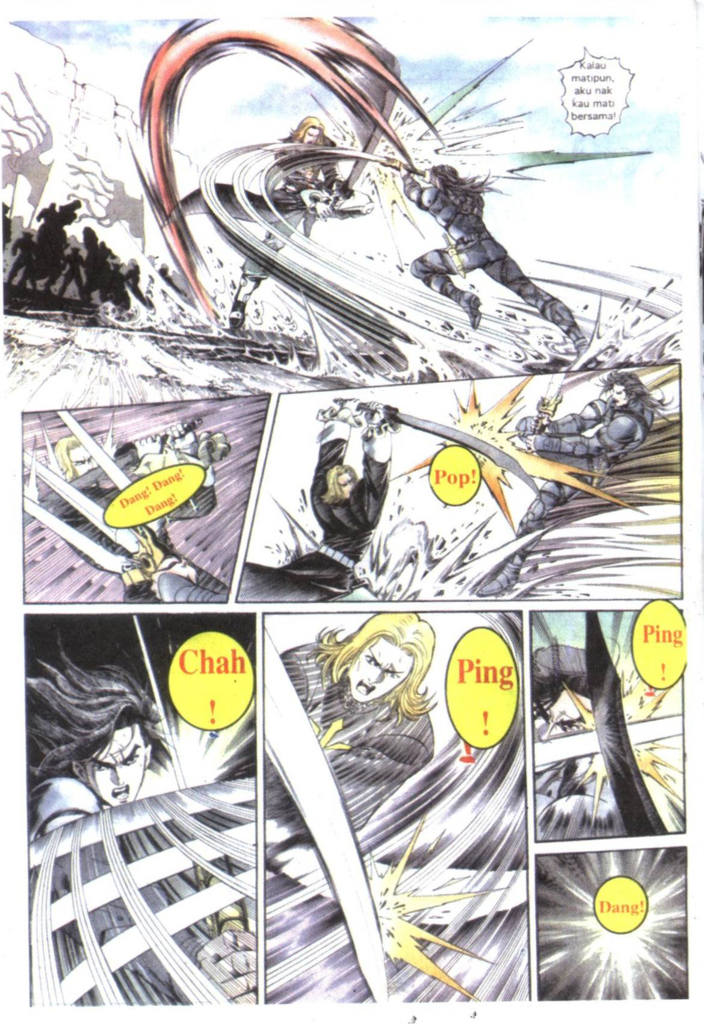 Kalau
matipun,
aku nak
kau mati
bersama!
Dang! Dang!
Dang!
Pop!
Chah
!
Ping
!
Ping
!
Dang!